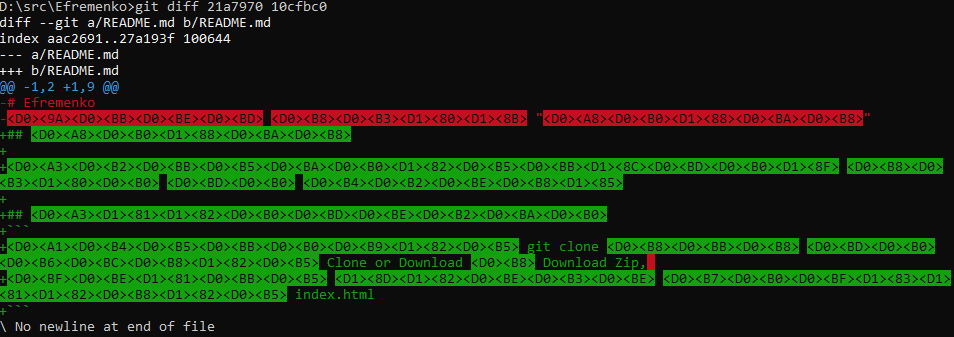 D:\src\Efremenko>git diff 21a7970 10cfbc0
diff --git a/README.md b/README.md
index aac2691..27a193f 100644
--- a/README.md
+++ b/README.md
@@ -1,2 +1,9 @@
-# Efremenko
-<D0><9A><D0><BB><D0><BE><D0><BD> <D0><B8><D0><B3><D1><80><D1><8B> "<D0><A8><D0><B0><D1><88><D0><BA><D0><B8>"
+## <D0><A8><D0><B0><D1><88><D0><BA><D0><B8>
+
+<D0><A3><D0><B2><D0><BB><D0><B5><D0><BA><D0><B0><D1><82><D0><B5><D0><BB><D1><8C><D0><BD><D0><B0><D1><8F> <D0><B8><D0>
<B3><D1><80><D0><B0> <D0><BD><D0><B0> <D0><B4><D0><B2><D0><BE><D0><B8><D1><85>
+
+## <D0><A3><D1><81><D1><82><D0><B0><D0><BD><D0><BE><D0><B2><D0><BA><D0><B0>
+```
+<D0><A1><D0><B4><D0><B5><D0><BB><D0><B0><D0><B9><D1><82><D0><B5> git clone <D0><B8><D0><BB><D0><B8> <D0><BD><D0><B0>
<D0><B6><D0><BC><D0><B8><D1><82><D0><B5> Clone or Download <D0><B8> Download Zip,
+<D0><BF><D0><BE><D1><81><D0><BB><D0><B5> <D1><8D><D1><82><D0><BE><D0><B3><D0><BE> <D0><B7><D0><B0><D0><BF><D1><83><D1>
<81><D1><82><D0><B8><D1><82><D0><B5> index.html
+```
\ No newline at end of file